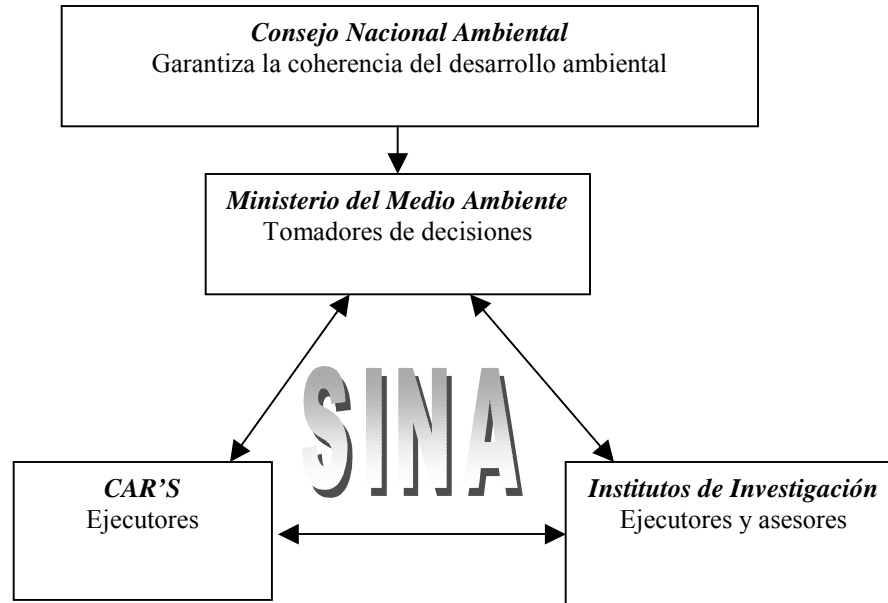 Consejo Nacional Ambiental
Garantiza la coherencia del desarrollo ambiental
Ministerio del Medio Ambiente
Tomadores de decisiones
SINA
CAR’S
Ejecutores
Institutos de Investigación
Ejecutores y asesores